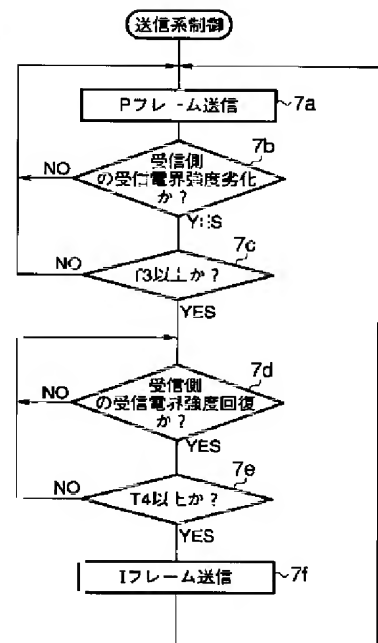 送信系制御
Pフレーム送信
7a
7b
受信側
の受信電界強度劣化
か？
NO
YES
7c
T3以上か？
NO
YES
7d
受信側
の受信電界強度回復
か？
NO
YES
7e
T4以上か？
NO
YES
Iフレーム送信
7f